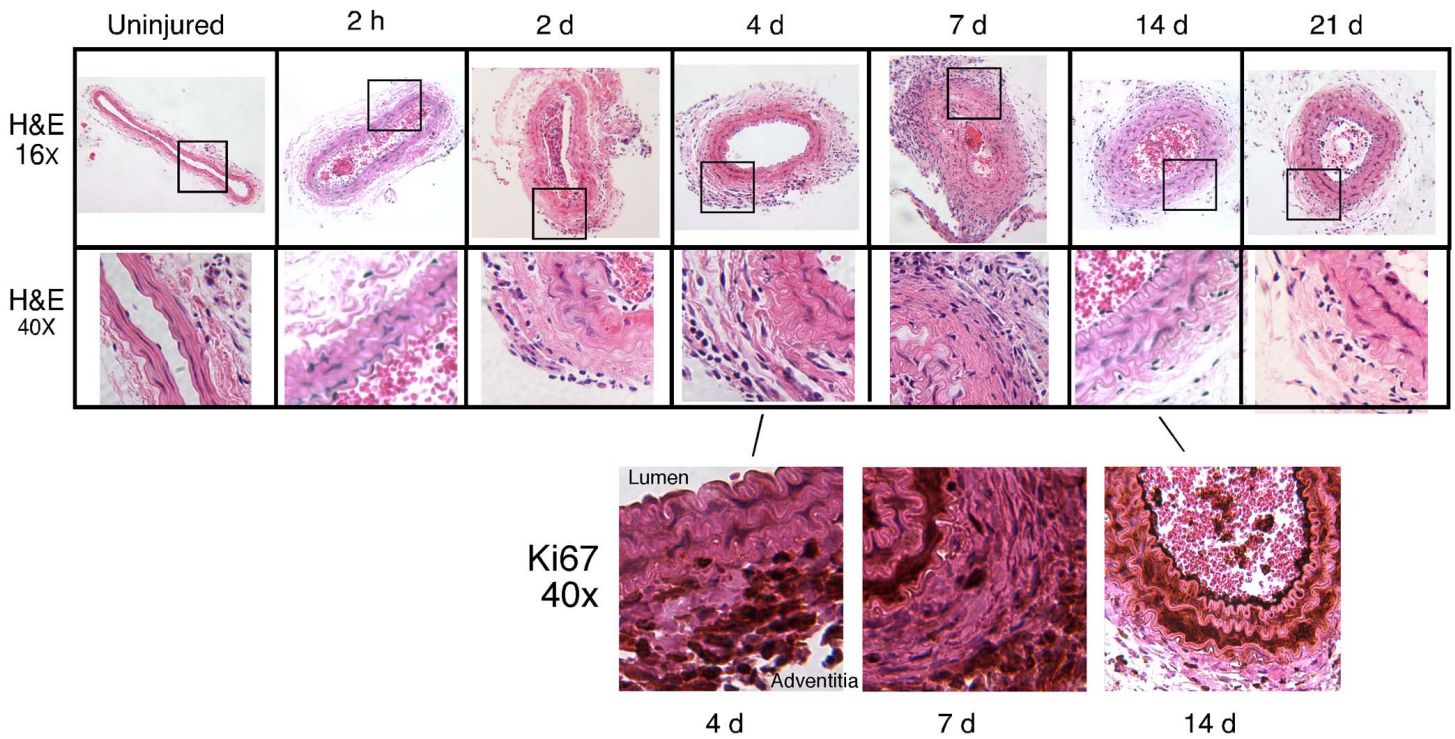 Uninjured 2 h 2 d 4 d 7 d 14 d 21 d
H&E
16X
H&E
40X
Lumen
Adventitia
Ki67
40x
4 d 7 d 14 d